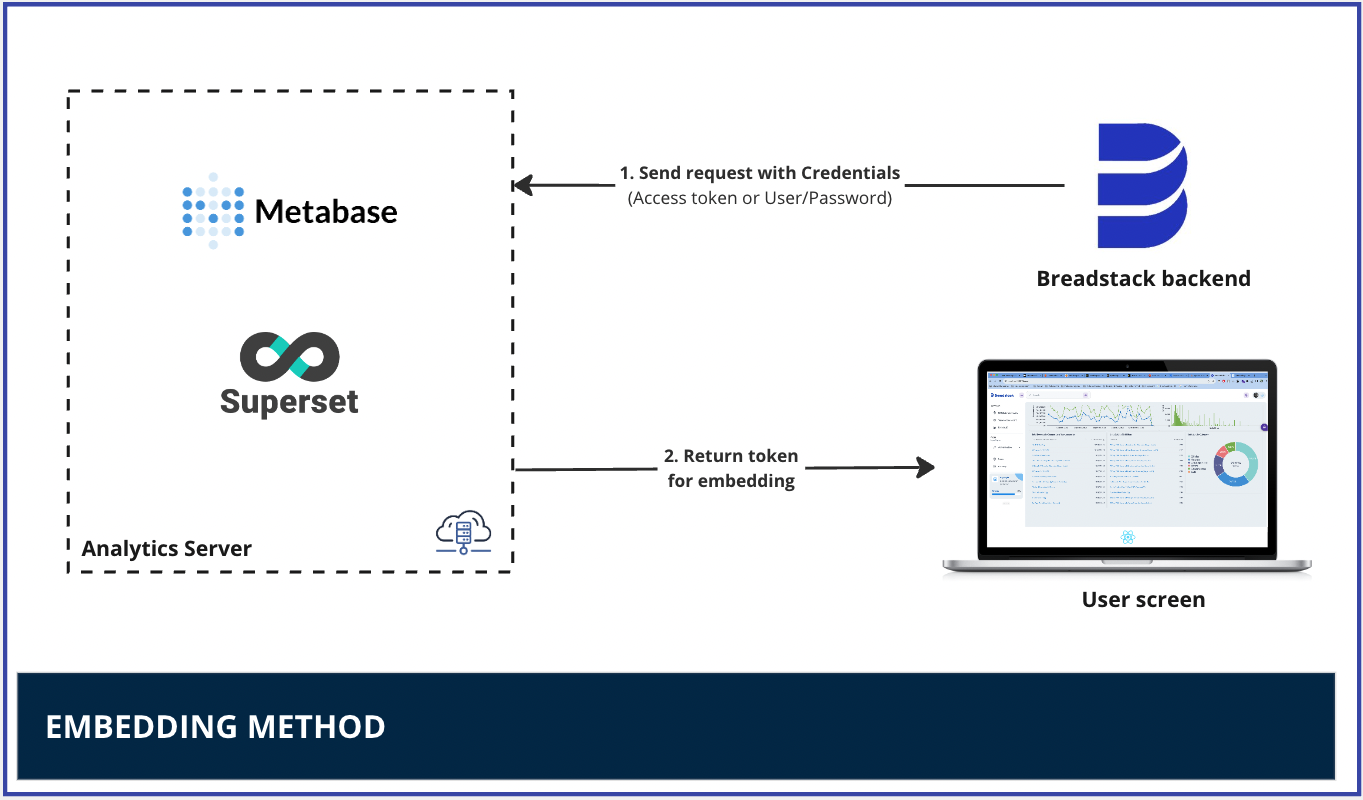 1. Send request with Credentials
(Access token or User/Password)
Metabase
Breadstack backend
Superset
2. Return token
for embedding
Analytics Server
User screen
EMBEDDING METHOD